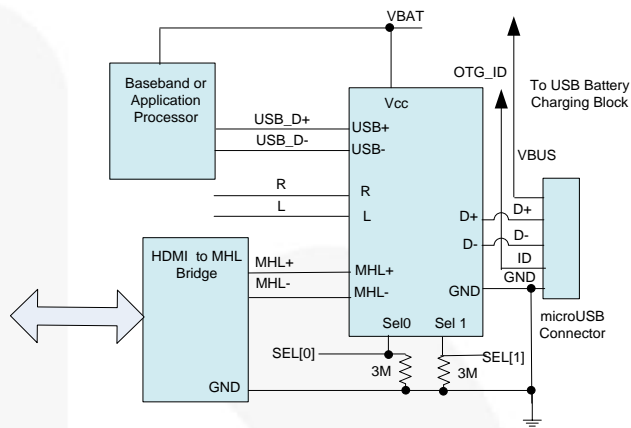 VBAT
OTG_ID
To USB Battery
Charging Block
Baseband or
Application
Processor
Vcc
USB_D+
USB+
USB_D-
USB-
VBUS
R
R
L
L
D+
D+
D-
D-
ID
GND
GND
HDMI to MHL
Bridge
MHL+
MHL+
MHL-
MHL-
microUSB
Connector
Sel0
Sel 1
SEL[0]
SEL[1]
3M
3M
GND